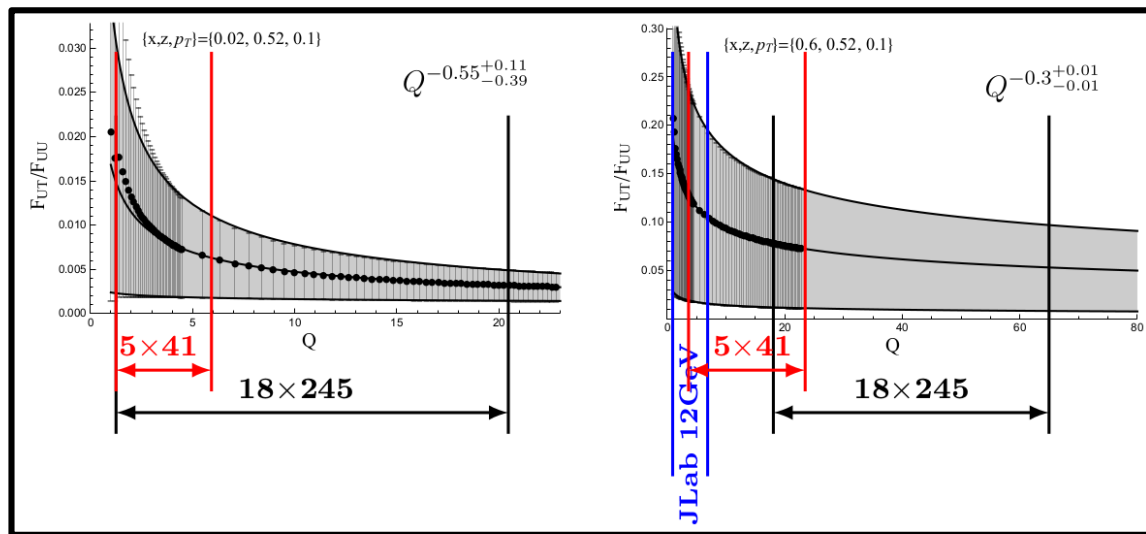 {x,z,p_T}={0.02, 0.52, 0.1}
Q^{-0.55^{+0.11}_{-0.39}}
F_UT/F_UU
0.030
0.025
0.020
0.015
0.010
0.005
0.000
0 5 10 15 20
Q
5×41
18×245
{x,z,p_T}={0.6, 0.52, 0.1}
Q^{-0.3^{+0.01}_{-0.01}}
F_UT/F_UU
0.30
0.25
0.20
0.15
0.10
0.05
0 20 40 60 80
Q
5×41
18×245
JLab 12GeV